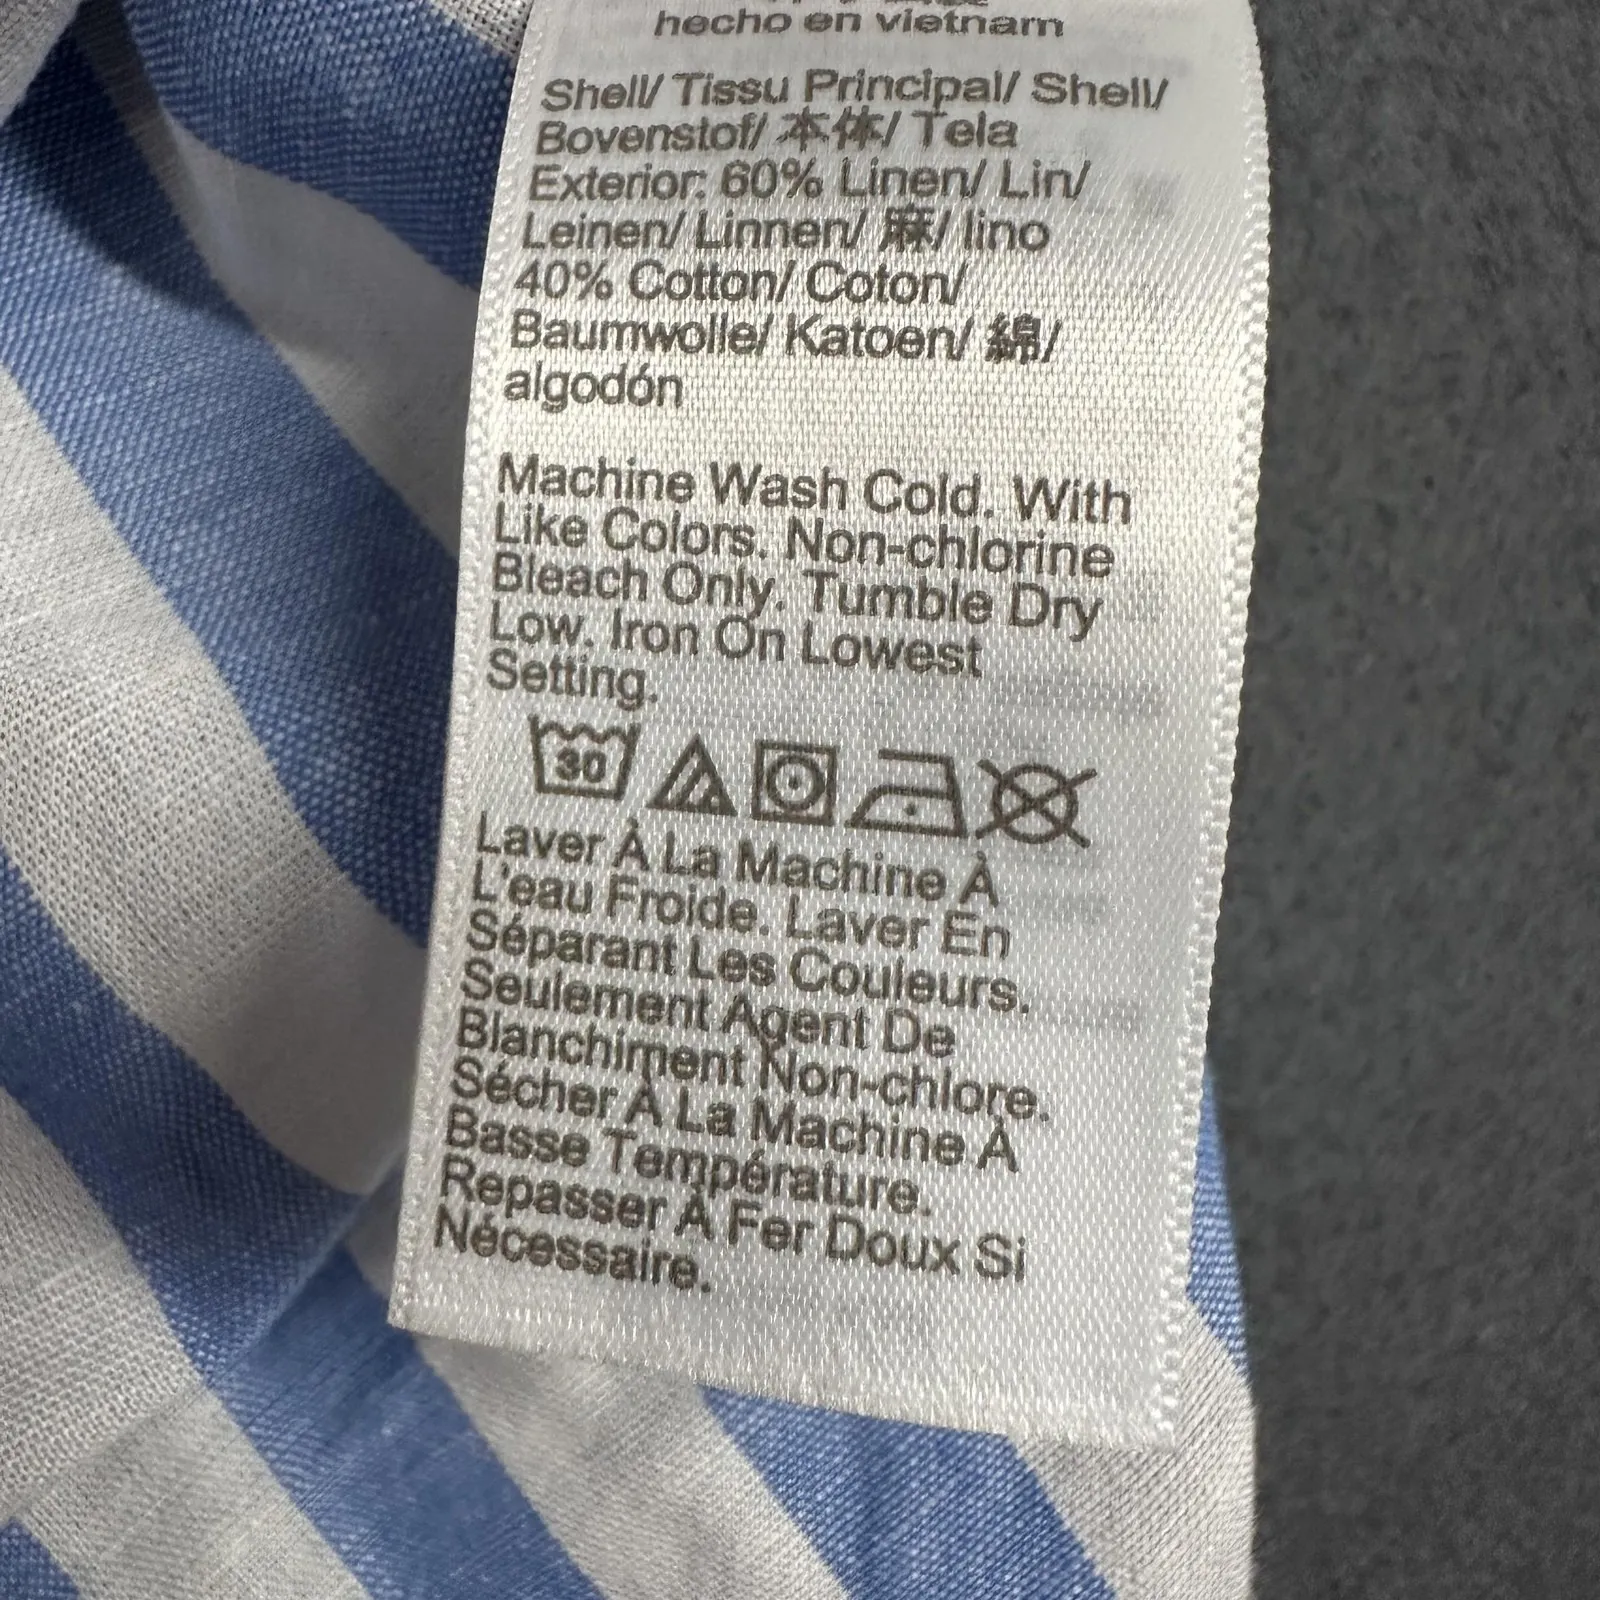 hecho en vietnam
Shell/ Tissu Principal/ Shell/
Bovenstof/ 本体/ Tela
Exterior: 60% Linen/ Lin/
Leinen/ Linnen/ 麻/ lino
40% Cotton/ Coton/
Baumwolle/ Katoen/ 綿/
algodón
Machine Wash Cold. With
Like Colors. Non-chlorine
Bleach Only. Tumble Dry
Low. Iron On Lowest
Setting.
30
Laver À La Machine À
L'eau Froide. Laver En
Séparant Les Couleurs.
Seulement Agent De
Blanchiment Non-chlore.
Sécher À La Machine À
Basse Température.
Repasser À Fer Doux Si
Nécessaire.